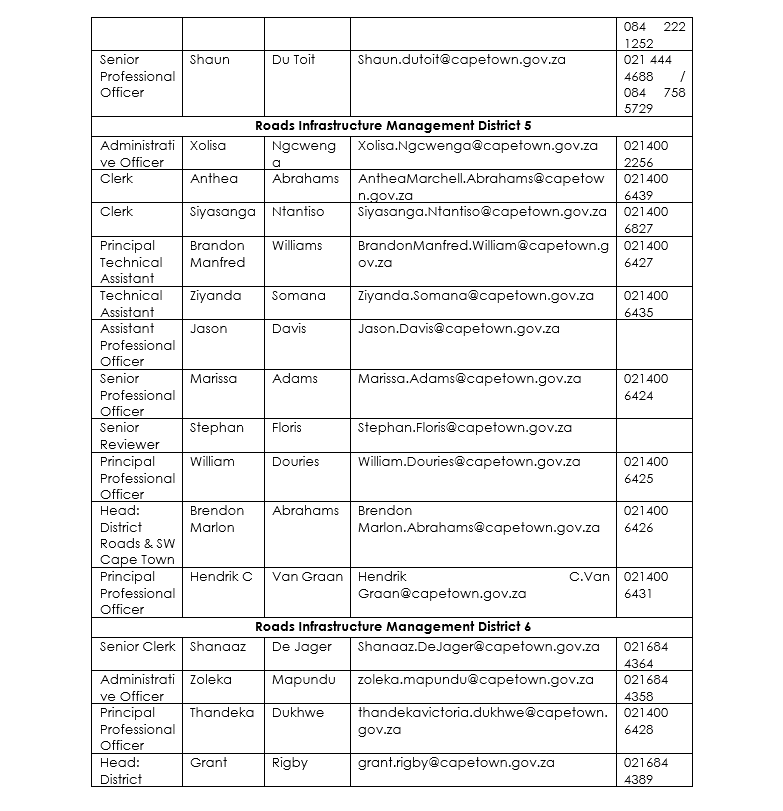 084 222
1252
Senior Professional Officer Shaun Du Toit Shaun.dutoit@capetown.gov.za 021 444 4688 / 084 758 5729
Roads Infrastructure Management District 5
Administrati
ve Officer Xolisa Ngcweng
a Xolisa.Ngcwenga@capetown.gov.za 021400
2256
Clerk Anthea Abrahams AntheaMarchell.Abrahams@capetow
n.gov.za 021400
6439
Clerk Siyasanga Ntantiso Siyasanga.Ntantiso@capetown.gov.za 021400
6827
Principal
Technical
Assistant Brandon
Manfred Williams BrandonManfred.William@capetown.g
ov.za 021400
6427
Technical
Assistant Ziyanda Somana Ziyanda.Somana@capetown.gov.za 021400
6435
Assistant
Professional
Officer Jason Davis Jason.Davis@capetown.gov.za
Senior
Professional
Officer Marissa Adams Marissa.Adams@capetown.gov.za 021400
6424
Senior
Reviewer Stephan Floris Stephan.Floris@capetown.gov.za
Principal
Professional
Officer William Douries William.Douries@capetown.gov.za 021400
6425
Head:
District
Roads & SW
Cape Town Brendon
Marlon Abrahams Brendon
Marlon.Abrahams@capetown.gov.za 021400
6426
Principal
Professional
Officer Hendrik C Van Graan Hendrik C.Van
Graan@capetown.gov.za 021400
6431
Roads Infrastructure Management District 6
Senior Clerk Shanaaz De Jager Shanaaz.DeJager@capetown.gov.za 021684
4364
Administrati
ve Officer Zoleka Mapundu zoleka.mapundu@capetown.gov.za 021684
4358
Principal
Professional
Officer Thandeka Dukhwe thandekavictoria.dukhwe@capetown.
gov.za 021400
6428
Head:
District Grant Rigby grant.rigby@capetown.gov.za 021684
4389